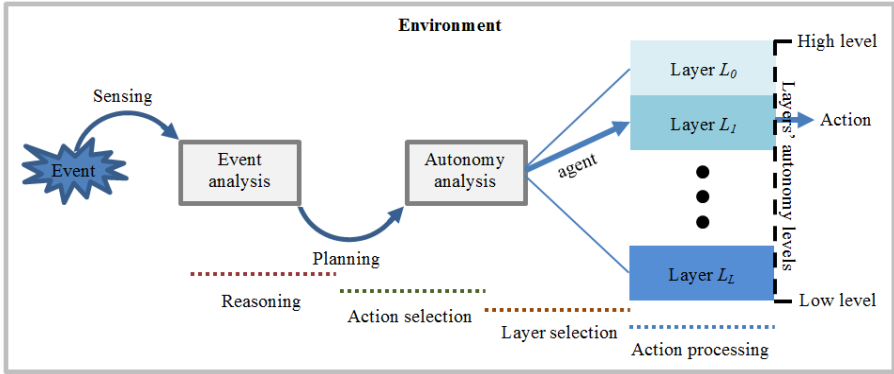 Environment
High level
Layer L0
Sensing
Layer L1
Action
Event
Event
analysis
Autonomy
analysis
agent
Layers' autonomy levels
Planning
Layer LL
Reasoning
Action selection
Layer selection
Low level
Action processing